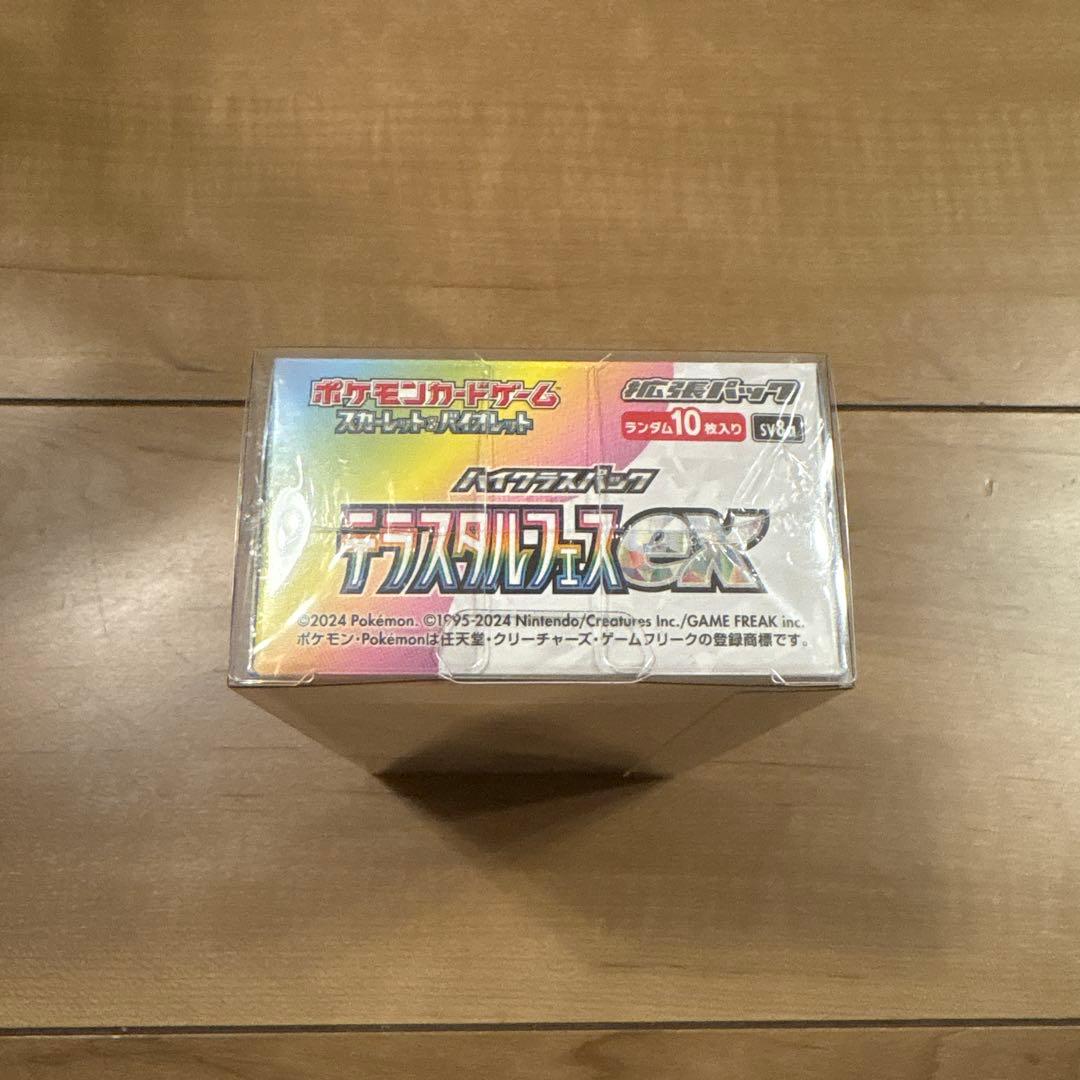 ポケモンカードゲーム™
スカーレット&バイオレット
拡張パック
ランダム10枚入り
sv8a
ハイクラスパック
テラスタルフェスex
©2024 Pokémon. ©1995-2024 Nintendo/Creatures Inc./GAME FREAK inc.
ポケモン・Pokémonは任天堂・クリーチャーズ・ゲームフリークの登録商標です。